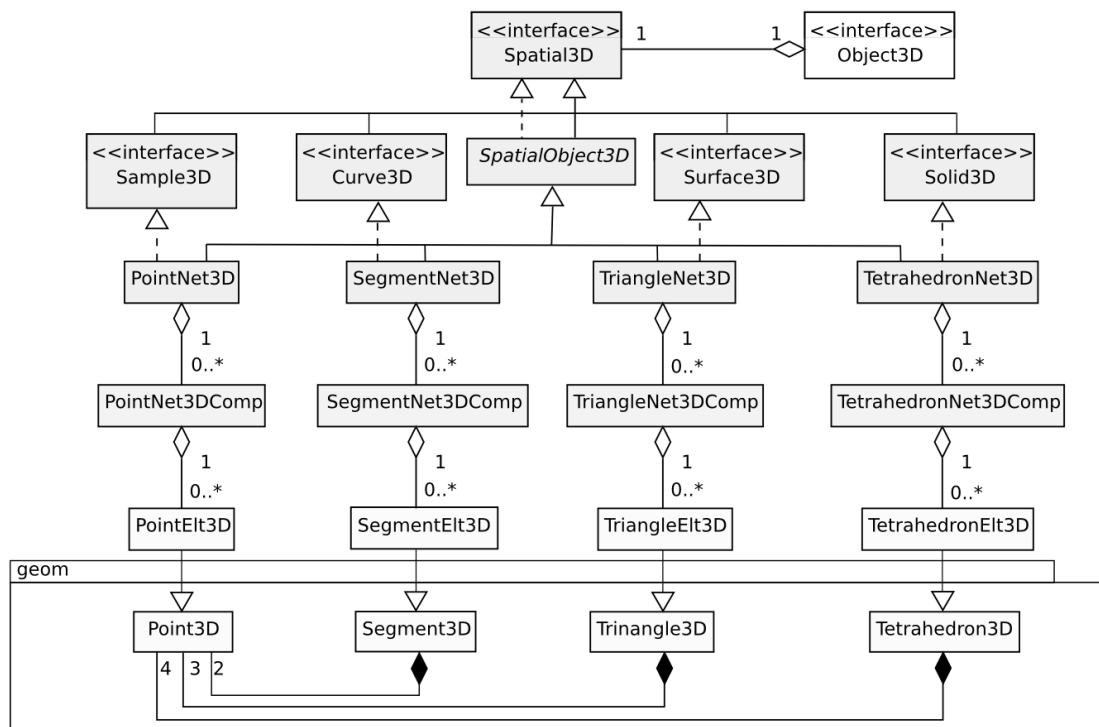 <<interface>>
Spatial3D
1
1
<<interface>>
Object3D
<<interface>>
Sample3D
<<interface>>
Curve3D
SpatialObject3D
<<interface>>
Surface3D
<<interface>>
Solid3D
PointNet3D
SegmentNet3D
TriangleNet3D
TetrahedronNet3D
1
1
1
1
0..*
0..*
0..*
0..*
PointNet3DComp
SegmentNet3DComp
TriangleNet3DComp
TetrahedronNet3DComp
1
1
1
1
0..*
0..*
0..*
0..*
PointElt3D
SegmentElt3D
TriangleElt3D
TetrahedronElt3D
geom
Point3D
Segment3D
Trinangle3D
Tetrahedron3D
4
3
2